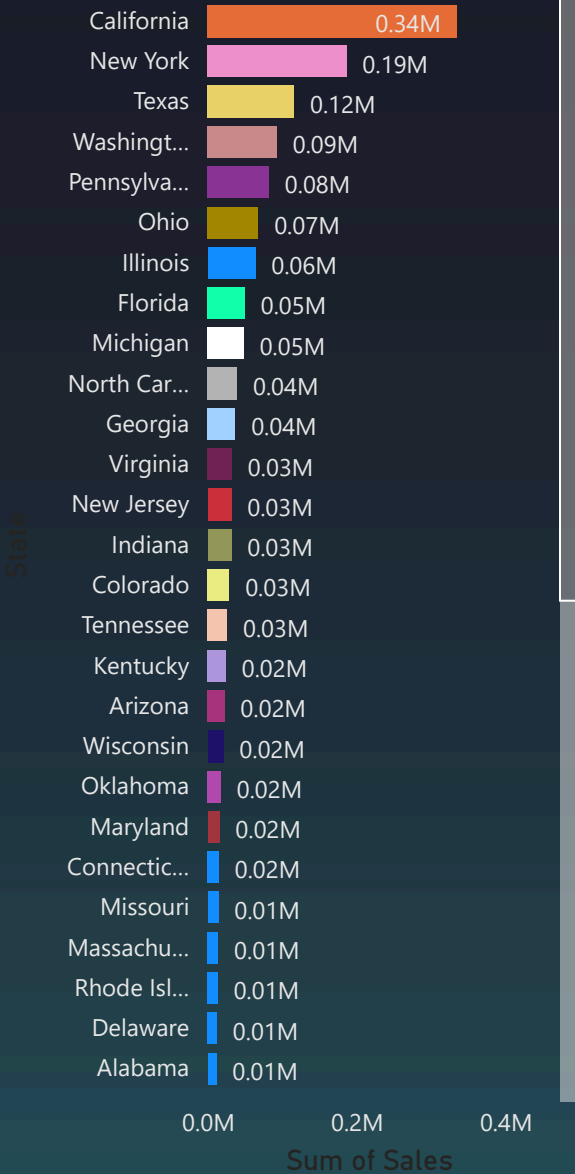 California 0.34M
New York 0.19M
Texas 0.12M
Washingt... 0.09M
Pennsylva... 0.08M
Ohio 0.07M
Illinois 0.06M
Florida 0.05M
Michigan 0.05M
North Car... 0.04M
Georgia 0.04M
Virginia 0.03M
New Jersey 0.03M
Indiana 0.03M
Colorado 0.03M
Tennessee 0.03M
Kentucky 0.02M
Arizona 0.02M
Wisconsin 0.02M
Oklahoma 0.02M
Maryland 0.02M
Connectic... 0.02M
Missouri 0.01M
Massachu... 0.01M
Rhode Isl... 0.01M
Delaware 0.01M
Alabama 0.01M
State
0.0M 0.2M 0.4M
Sum of Sales